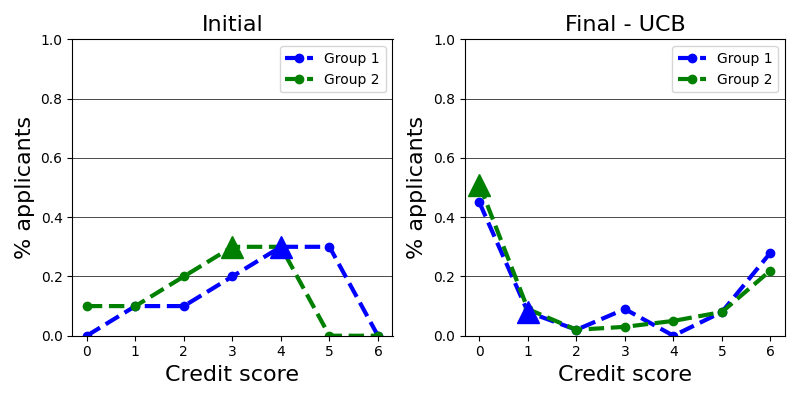 Initial
% applicants
1.0
0.8
0.6
0.4
0.2
0.0
Group 1
Group 2
0 1 2 3 4 5 6
Credit score
Final - UCB
% applicants
1.0
0.8
0.6
0.4
0.2
0.0
Group 1
Group 2
0 1 2 3 4 5 6
Credit score